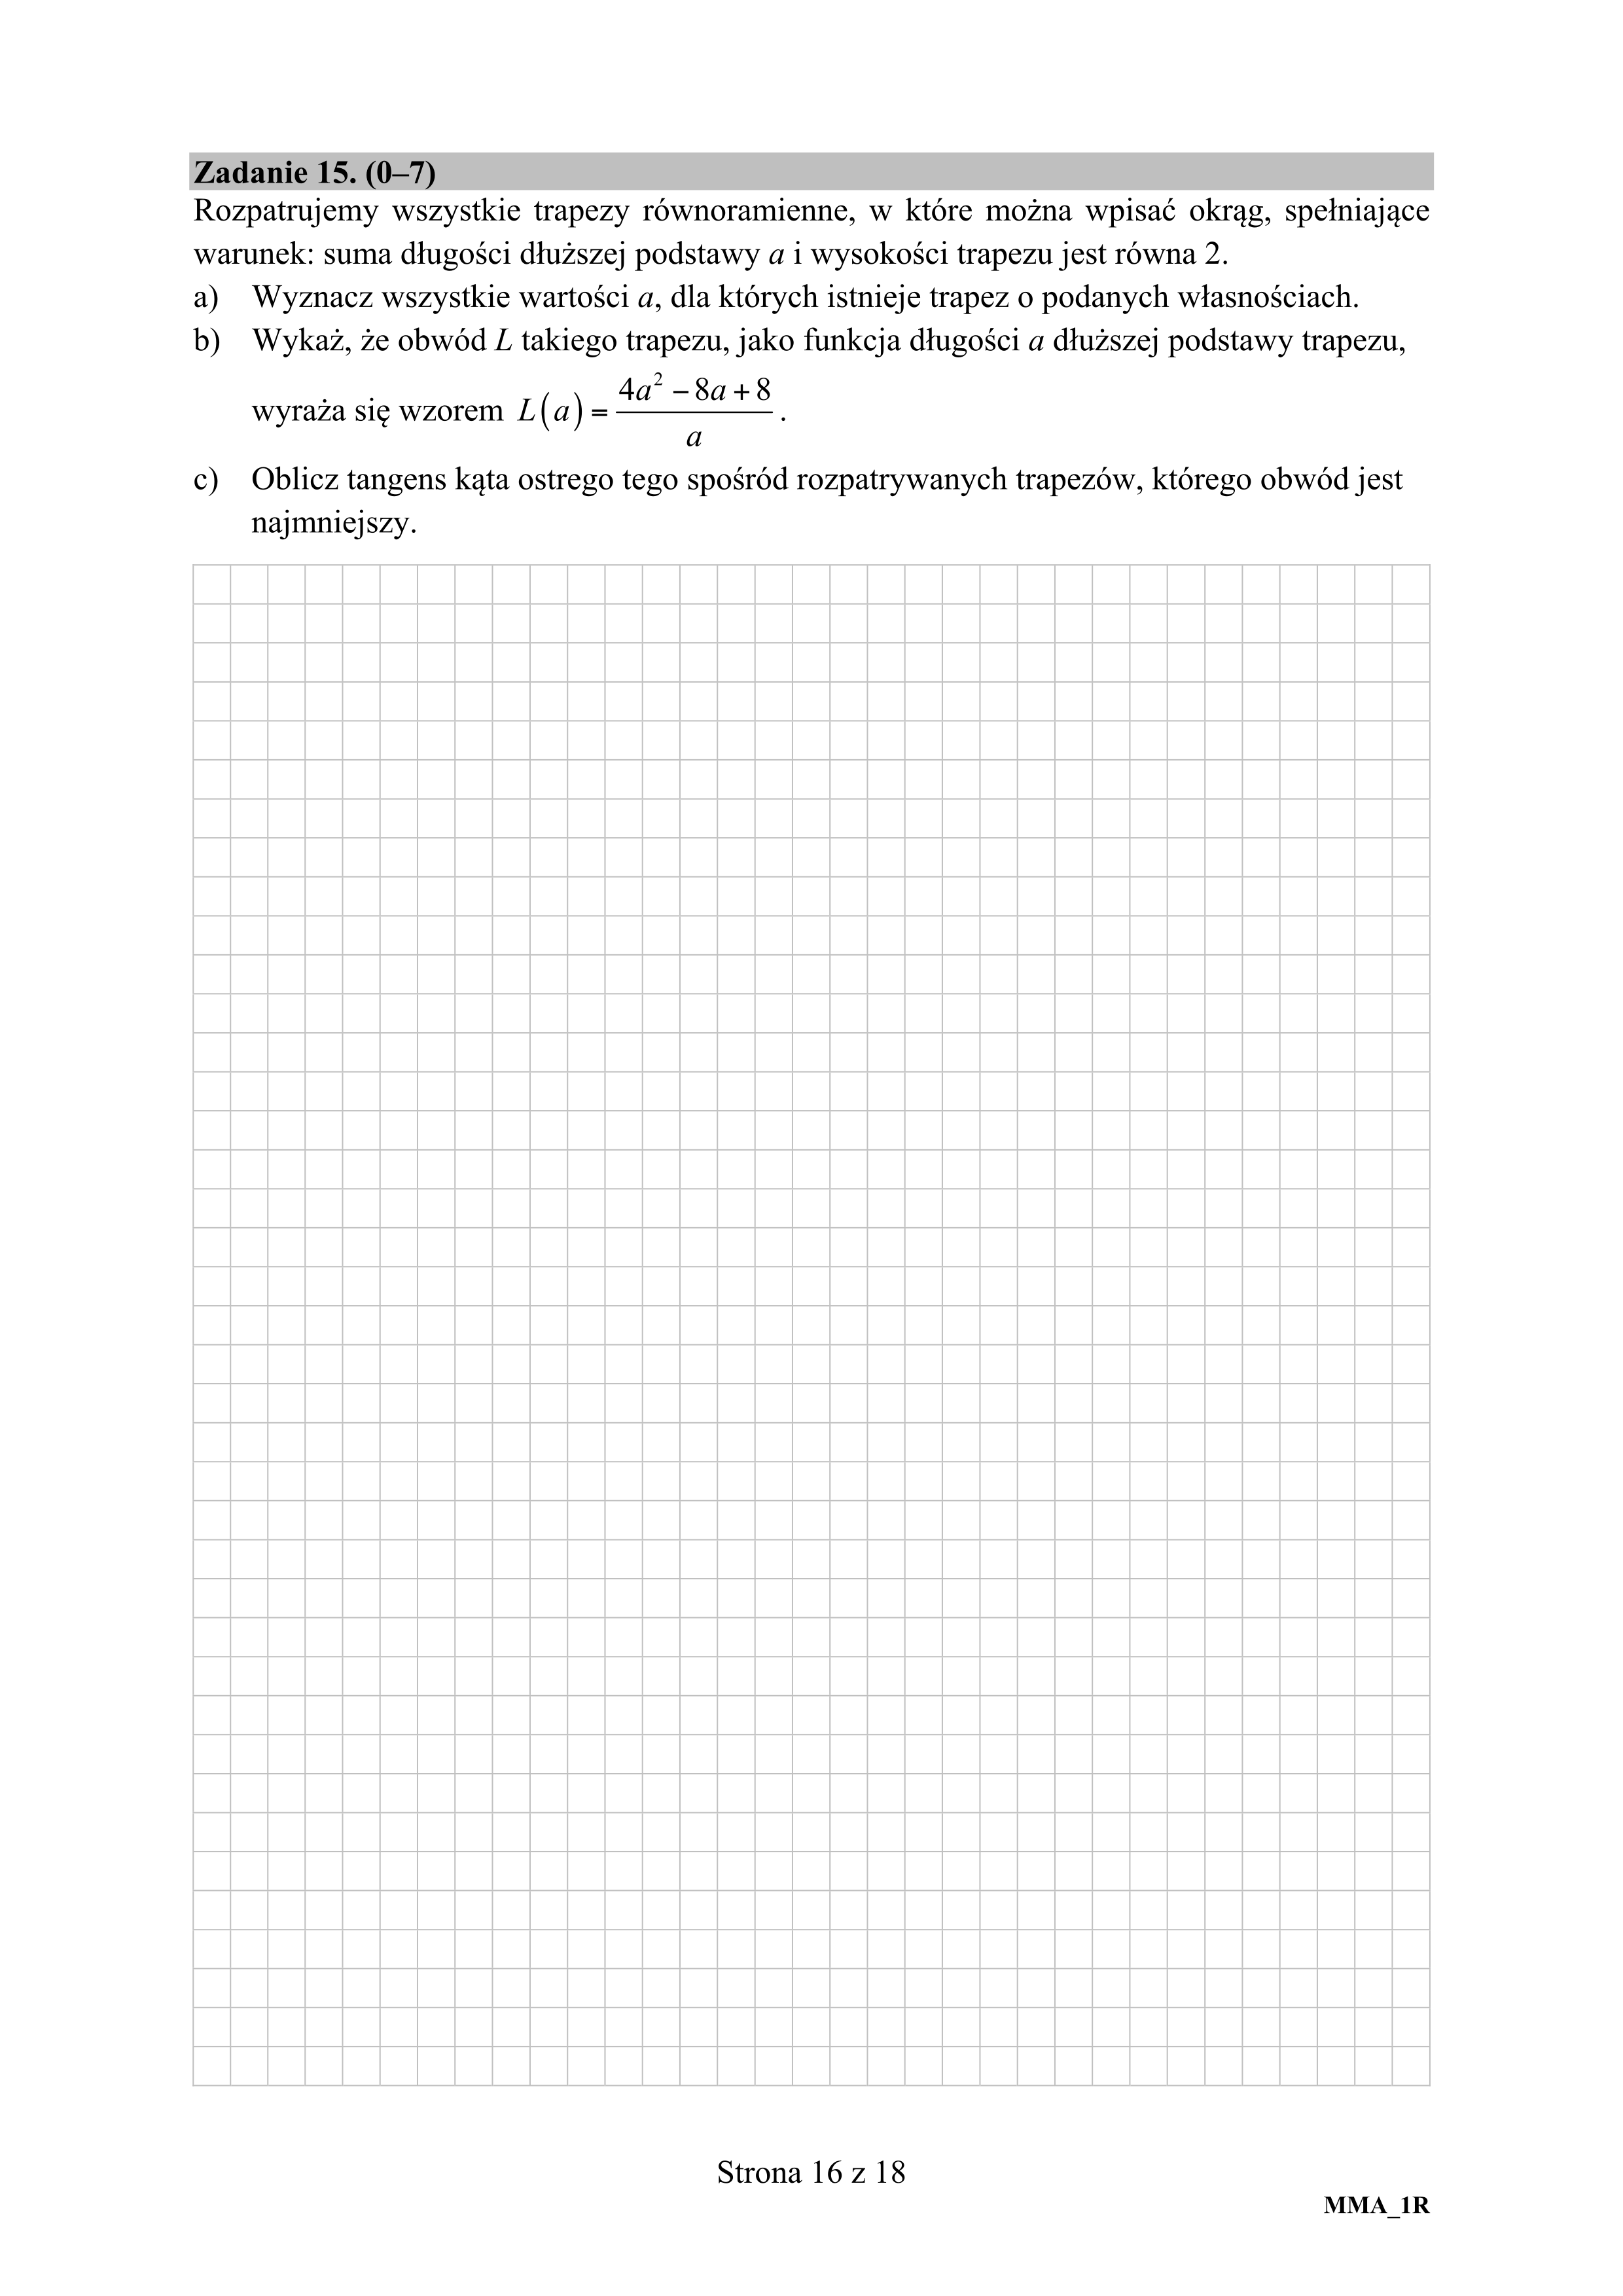 Zadanie 15. (0–7)
Rozpatrujemy wszystkie trapezy równoramienne, w które można wpisać okrąg, spełniające
warunek: suma długości dłuższej podstawy a i wysokości trapezu jest równa 2.
a) Wyznacz wszystkie wartości a, dla których istnieje trapez o podanych własnościach.
b) Wykaż, że obwód L takiego trapezu, jako funkcja długości a dłuższej podstawy trapezu,
wyraża się wzorem L(a) = (4a² − 8a + 8)/a .
c) Oblicz tangens kąta ostrego tego spośród rozpatrywanych trapezów, którego obwód jest
najmniejszy.
Strona 16 z 18
MMA_1R